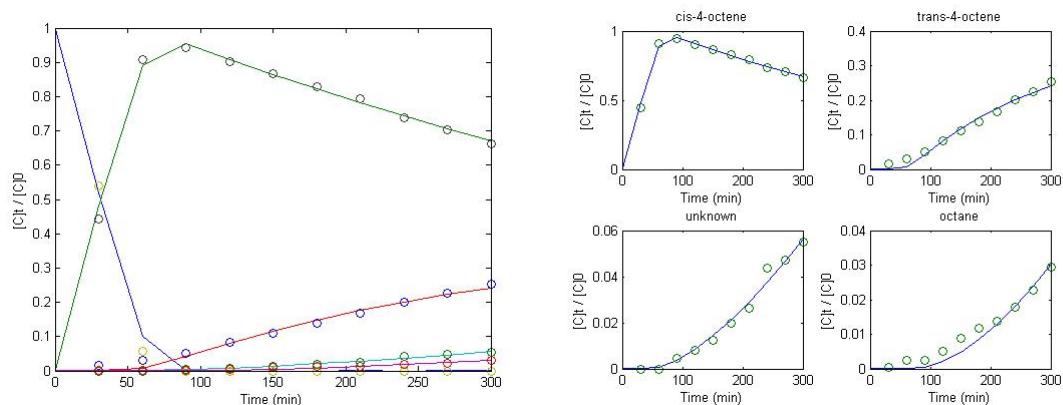 1
0.9
0.8
0.7
0.6
0.5
0.4
0.3
0.2
0.1
0
0 50 100 150 200 250 300
Time (min)
[C]t / [C]0
cis-4-octene
1
0.5
0
0 100 200 300
Time (min)
[C]t / [C]0
trans-4-octene
0.4
0.3
0.2
0.1
0
0 100 200 300
Time (min)
[C]t / [C]0
unknown
0.06
0.04
0.02
0
0 100 200 300
Time (min)
[C]t / [C]0
octane
0.04
0.03
0.02
0.01
0
0 100 200 300
Time (min)
[C]t / [C]0